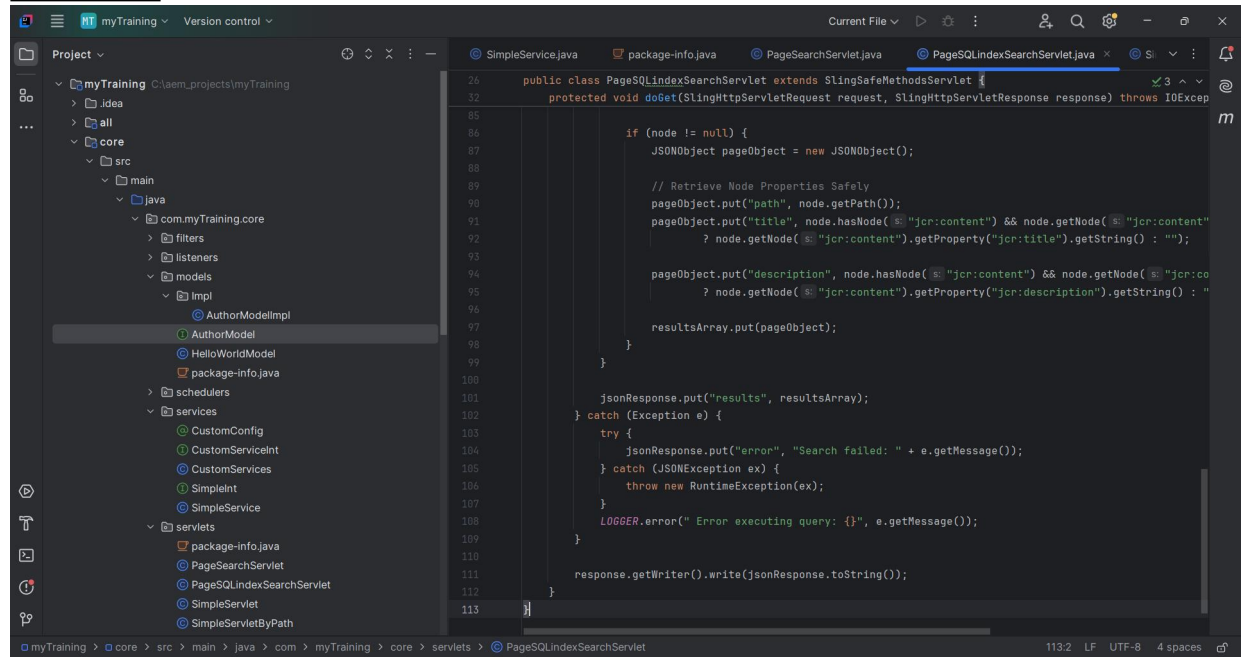 MT myTraining Version control Current File
Project
SimpleService.java package-info.java PageSearchServlet.java PageSQLindexSearchServlet.java
myTraining C:\aem_projects\myTraining
.idea
all
core
src
main
java
com.myTraining.core
filters
listeners
models
Impl
AuthorModelImpl
AuthorModel
HelloWorldModel
package-info.java
schedulers
services
CustomConfig
CustomServiceInt
CustomServices
SimpleInt
SimpleService
servlets
package-info.java
PageSearchServlet
PageSQLindexSearchServlet
SimpleServlet
SimpleServletByPath
3
26 public class PageSQLindexSearchServlet extends SlingSafeMethodsServlet {
32 protected void doGet(SlingHttpServletRequest request, SlingHttpServletResponse response) throws IOExcep
85
86 if (node != null) {
87 JSONObject pageObject = new JSONObject();
88
89 // Retrieve Node Properties Safely
90 pageObject.put("path", node.getPath());
91 pageObject.put("title", node.hasNode( s: "jcr:content") && node.getNode( s: "jcr:content"
92 ? node.getNode( s: "jcr:content").getProperty("jcr:title").getString() : "");
93
94 pageObject.put("description", node.hasNode( s: "jcr:content") && node.getNode( s: "jcr:co
95 ? node.getNode( s: "jcr:content").getProperty("jcr:description").getString() : "
96
97 resultsArray.put(pageObject);
98 }
99 }
100
101 jsonResponse.put("results", resultsArray);
102 } catch (Exception e) {
103 try {
104 jsonResponse.put("error", "Search failed: " + e.getMessage());
105 } catch (JSONException ex) {
106 throw new RuntimeException(ex);
107 }
108 LOGGER.error(" Error executing query: {}", e.getMessage());
109 }
110
111 response.getWriter().write(jsonResponse.toString());
112 }
113 }
myTraining > core > src > main > java > com > myTraining > core > servlets > PageSQLindexSearchServlet 113:2 LF UTF-8 4 spaces